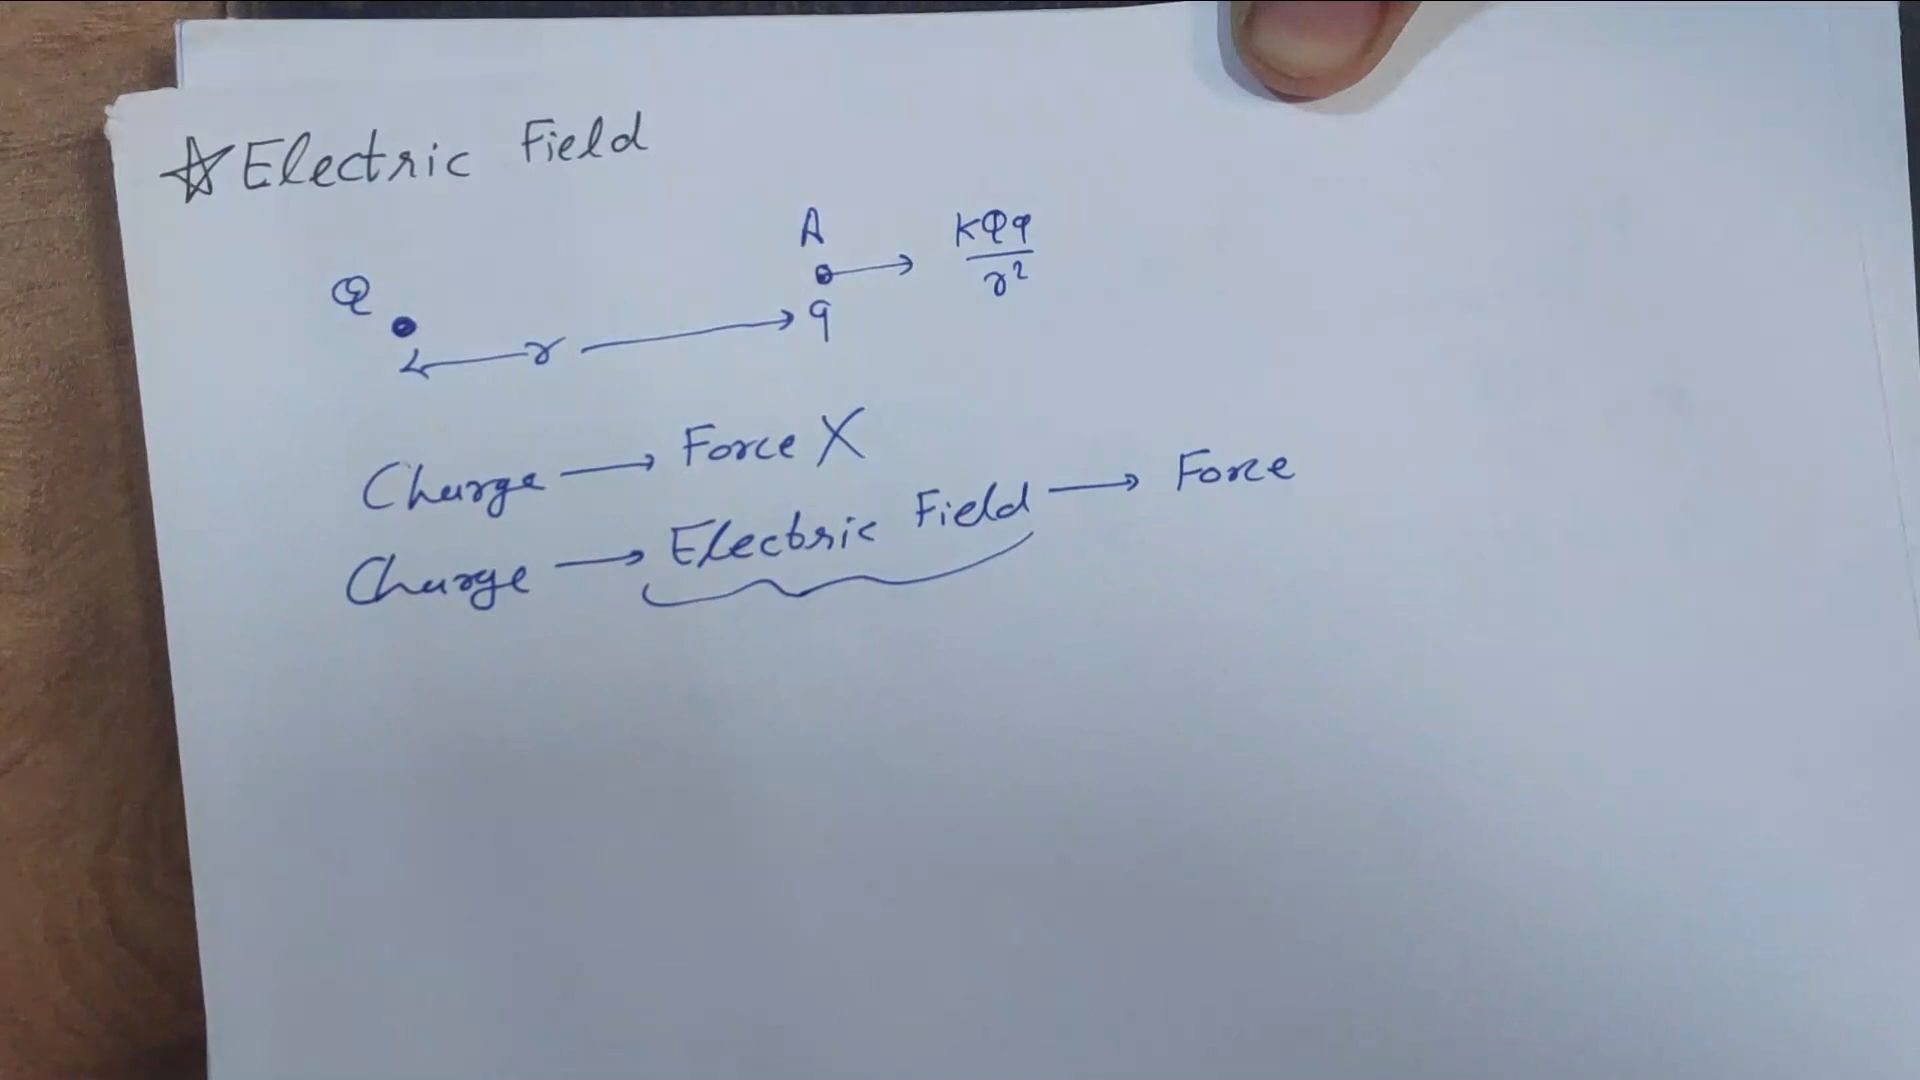 ☆ Electric Field
A
kQq/r²
Q
q
r
Charge → Force X
Charge → Electric Field → Force